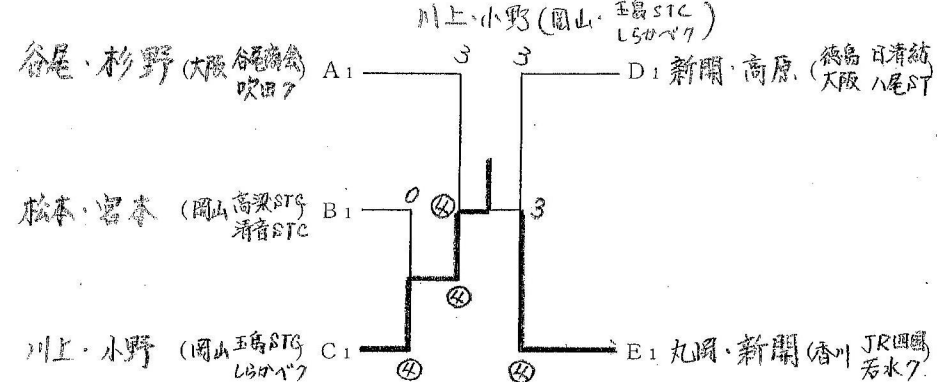 川上・小野 (岡山・玉島STC
しらかべク)
3 3
谷尾・杉野 (大阪 谷尾商会) A1
吹田ク
D1 新開・高原 (徳島 日清紡)
大阪 八尾ST
松本・宮本 (岡山 高梁STC) B1
清音STC
0 ④ 3
④
川上・小野 (岡山 玉島STC) C1
しらかべク
④ ④
E1 丸岡・新開 (香川 JR四国
若水ク)